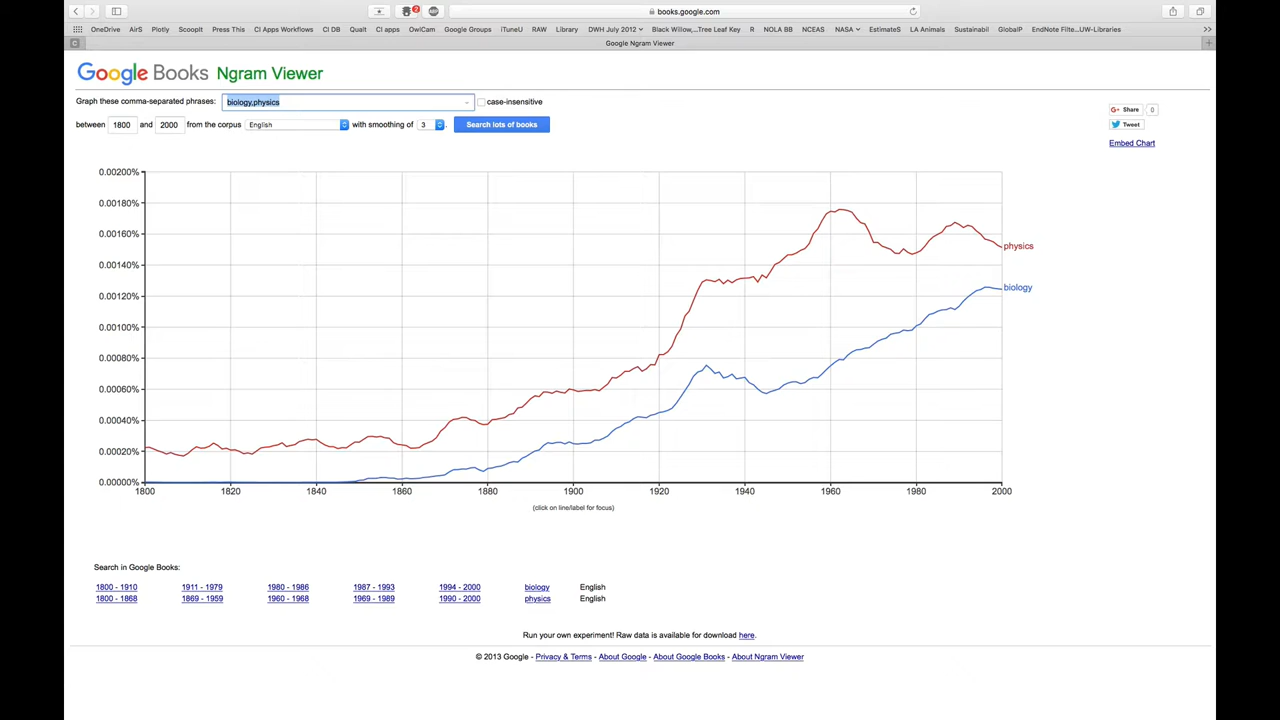 books.google.com
2
OneDrive AirS Plotly ScoopIt Press This CI Apps Workflows CI DB Qualt CI apps OwlCam Google Groups iTuneU RAW Library DWH July 2012 Black Willow,...Tree Leaf Key R NOLA BB NCEAS NASA EstimateS LA Animals Sustainabil GlobalP EndNote Filte...UW-Libraries
Google Ngram Viewer
Google Books Ngram Viewer
Graph these comma-separated phrases: biology,physics case-insensitive
between 1800 and 2000 from the corpus English with smoothing of 3 . Search lots of books
G+ Share 0
Tweet
Embed Chart
0.00200%
0.00180%
0.00160%
physics
0.00140%
biology
0.00120%
0.00100%
0.00080%
0.00060%
0.00040%
0.00020%
0.00000%
1800 1820 1840 1860 1880 1900 1920 1940 1960 1980 2000
(click on line/label for focus)
Search in Google Books:
1800 - 1910 1911 - 1979 1980 - 1986 1987 - 1993 1994 - 2000 biology English
1800 - 1868 1869 - 1959 1960 - 1968 1969 - 1989 1990 - 2000 physics English
Run your own experiment! Raw data is available for download here.
© 2013 Google - Privacy & Terms - About Google - About Google Books - About Ngram Viewer